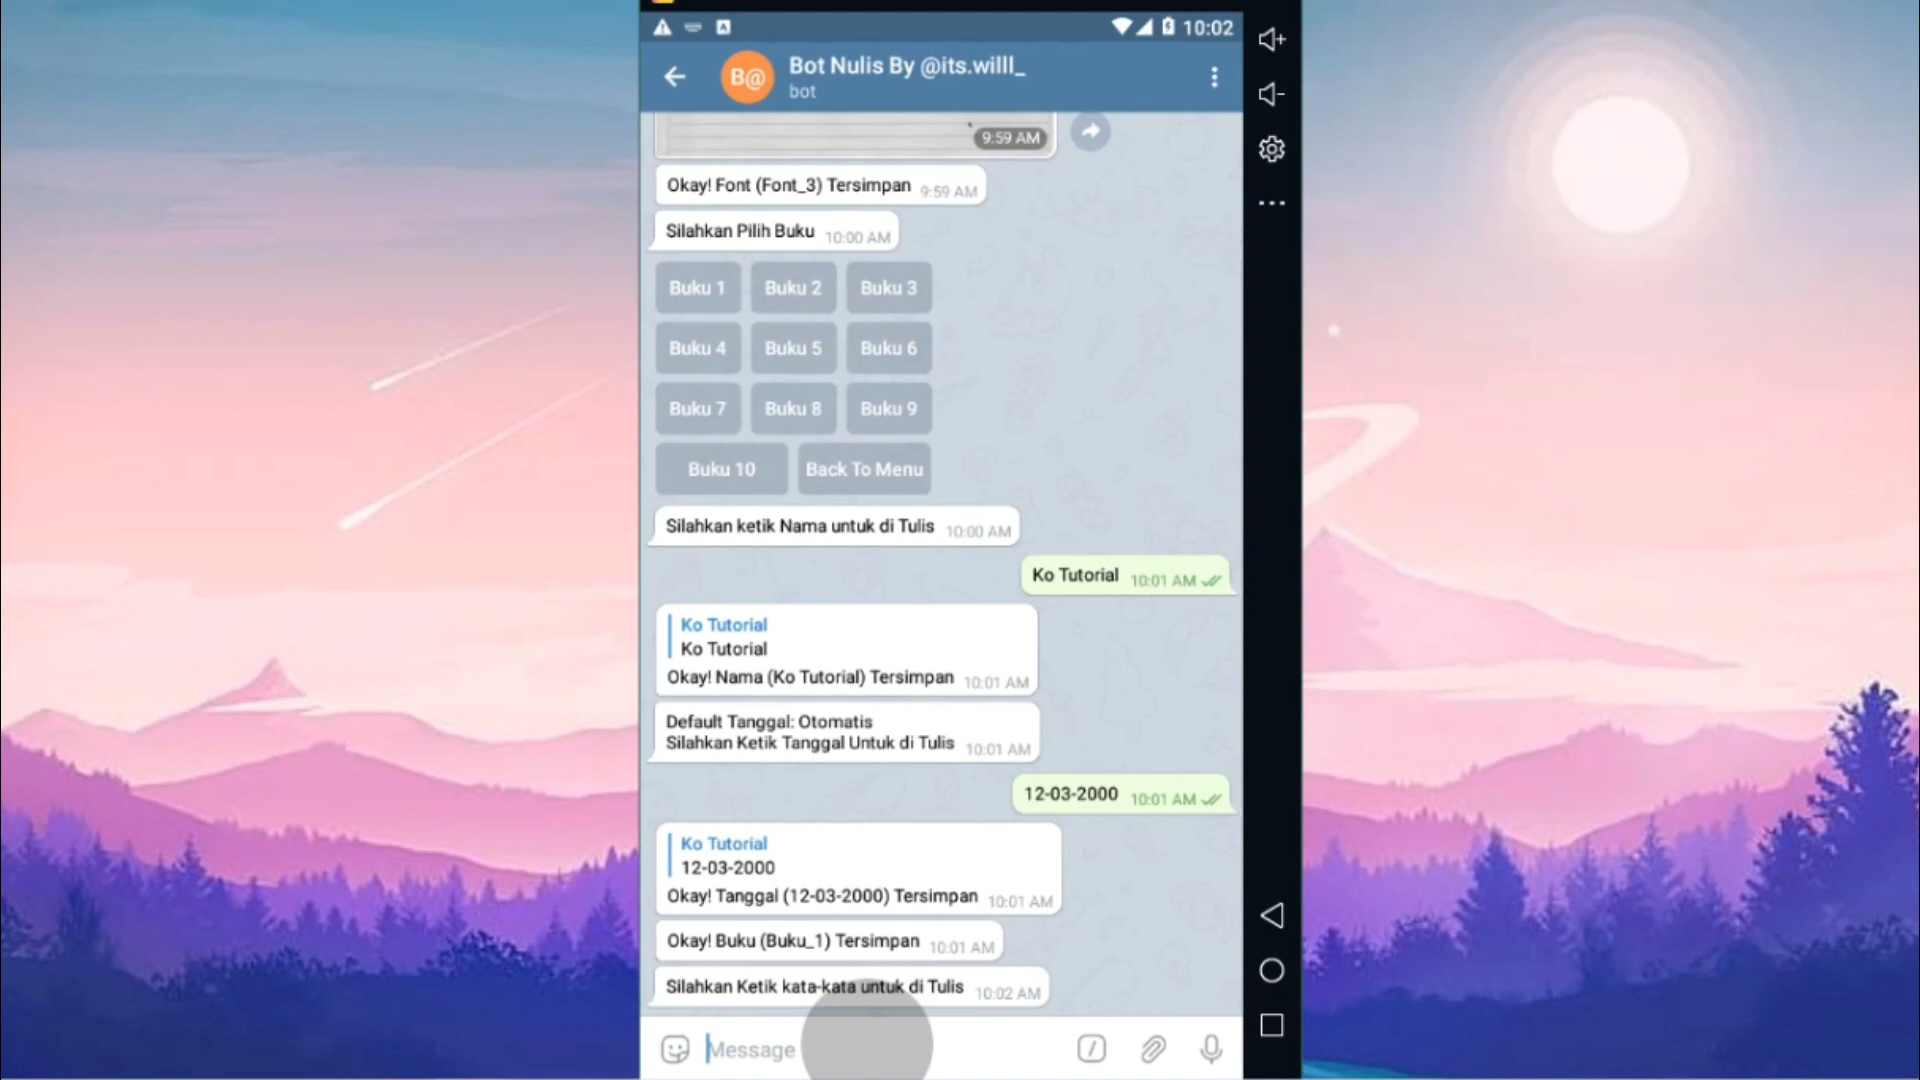 10:02
B@
Bot Nulis By @its.willl_
bot
9:59 AM
Okay! Font (Font_3) Tersimpan 9:59 AM
Silahkan Pilih Buku 10:00 AM
Buku 1 Buku 2 Buku 3
Buku 4 Buku 5 Buku 6
Buku 7 Buku 8 Buku 9
Buku 10 Back To Menu
Silahkan ketik Nama untuk di Tulis 10:00 AM
Ko Tutorial 10:01 AM
Ko Tutorial
Ko Tutorial
Okay! Nama (Ko Tutorial) Tersimpan 10:01 AM
Default Tanggal: Otomatis
Silahkan Ketik Tanggal Untuk di Tulis 10:01 AM
12-03-2000 10:01 AM
Ko Tutorial
12-03-2000
Okay! Tanggal (12-03-2000) Tersimpan 10:01 AM
Okay! Buku (Buku_1) Tersimpan 10:01 AM
Silahkan Ketik kata-kata untuk di Tulis 10:02 AM
Message